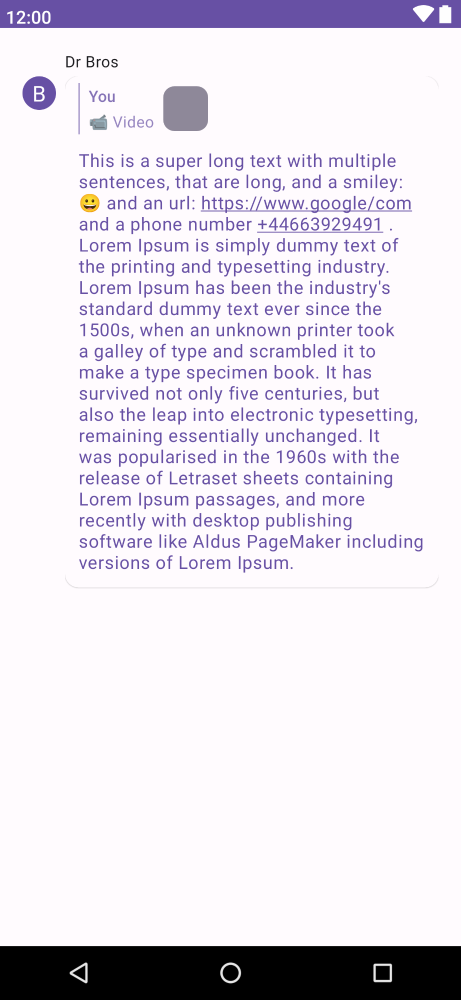 12:00
Dr Bros
B
You
📹 Video
This is a super long text with multiple
sentences, that are long, and a smiley:
😀 and an url: https://www.google/com
and a phone number +44663929491 .
Lorem Ipsum is simply dummy text of
the printing and typesetting industry.
Lorem Ipsum has been the industry's
standard dummy text ever since the
1500s, when an unknown printer took
a galley of type and scrambled it to
make a type specimen book. It has
survived not only five centuries, but
also the leap into electronic typesetting,
remaining essentially unchanged. It
was popularised in the 1960s with the
release of Letraset sheets containing
Lorem Ipsum passages, and more
recently with desktop publishing
software like Aldus PageMaker including
versions of Lorem Ipsum.